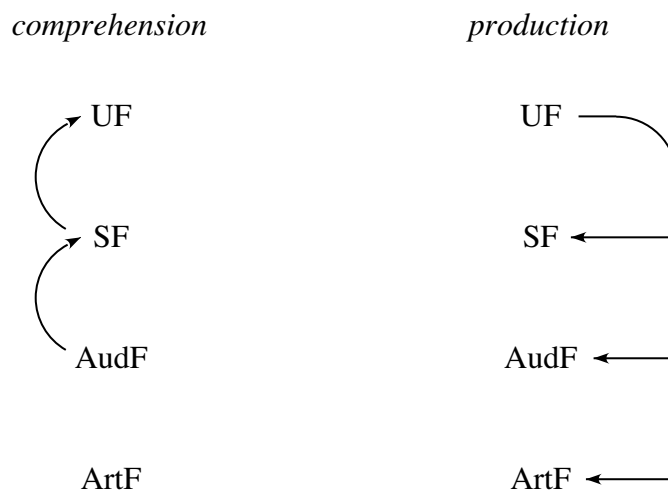 comprehension production
UF UF
SF SF
AudF AudF
ArtF ArtF